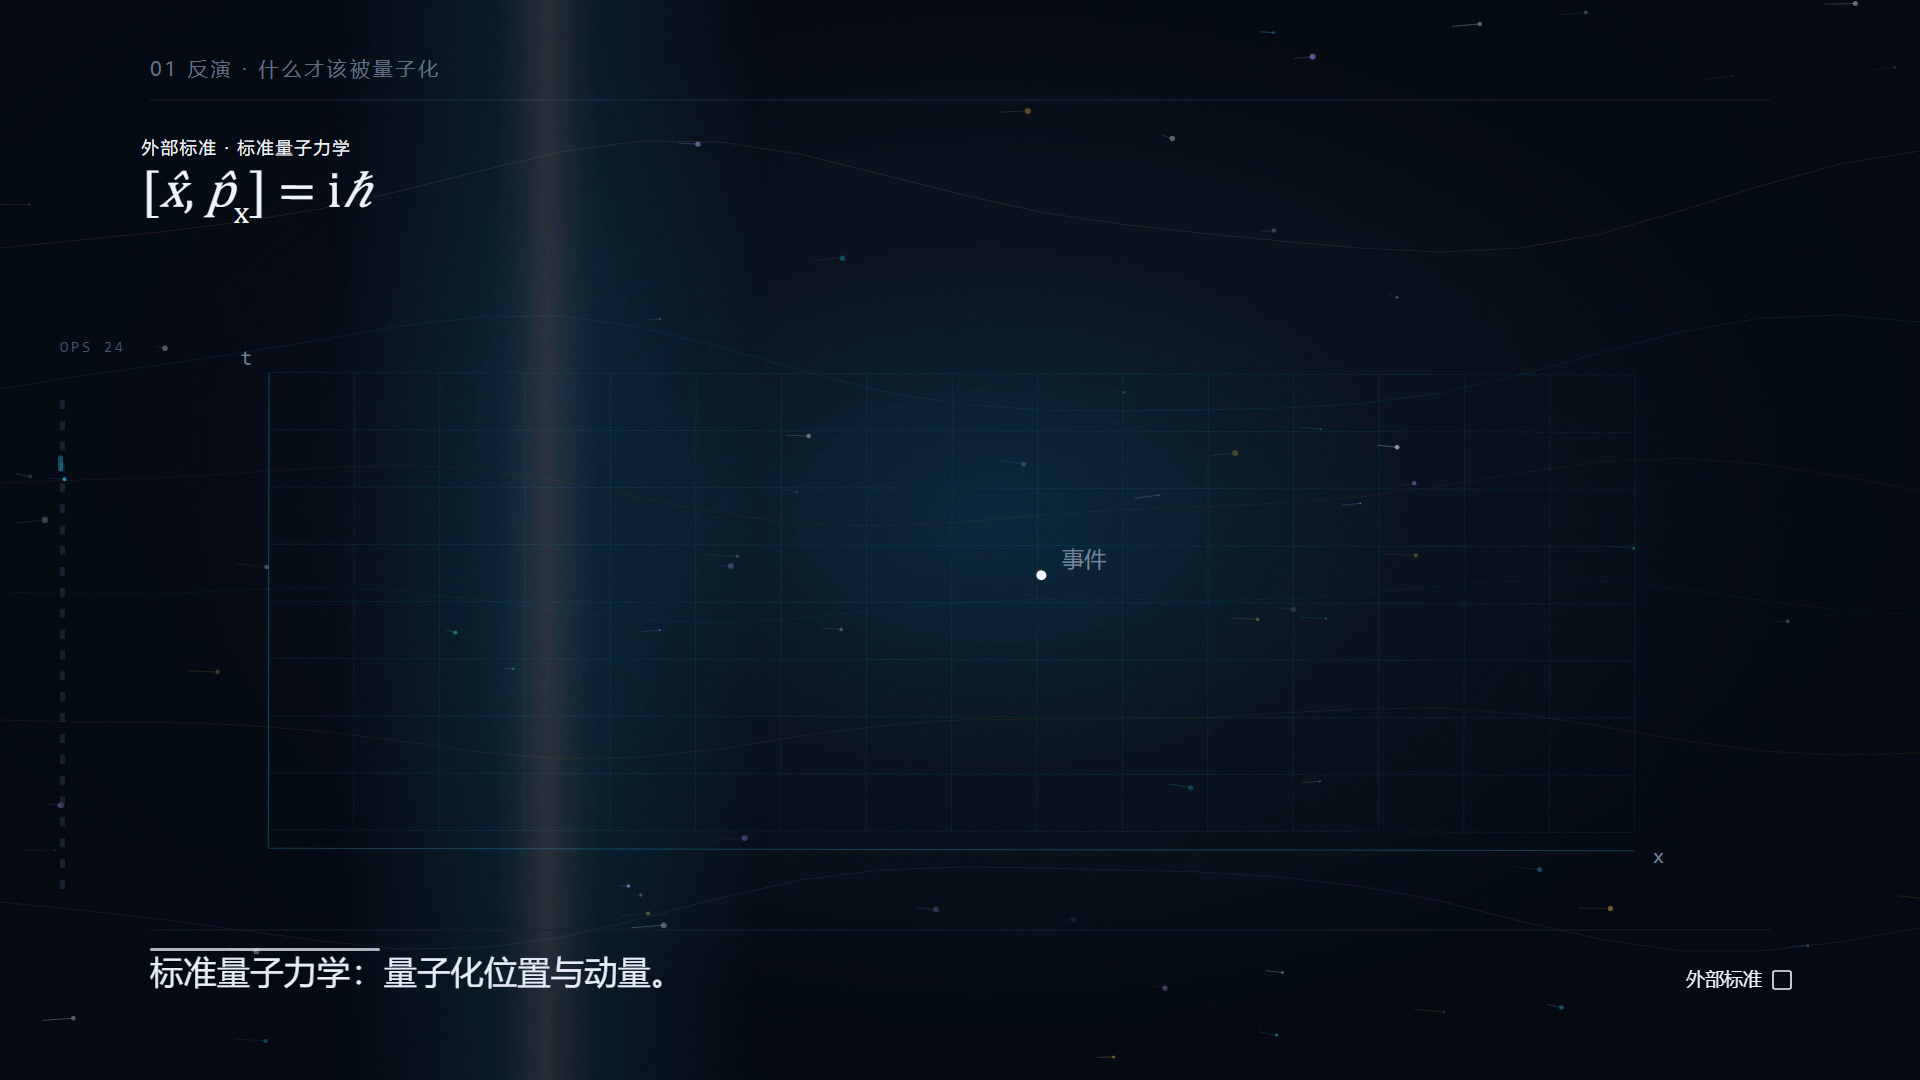 01 反演 · 什么才该被量子化
外部标准 · 标准量子力学
[x̂, p̂ₓ] = iℏ
OPS 24
t
事件
x
标准量子力学：量子化位置与动量。
外部标准